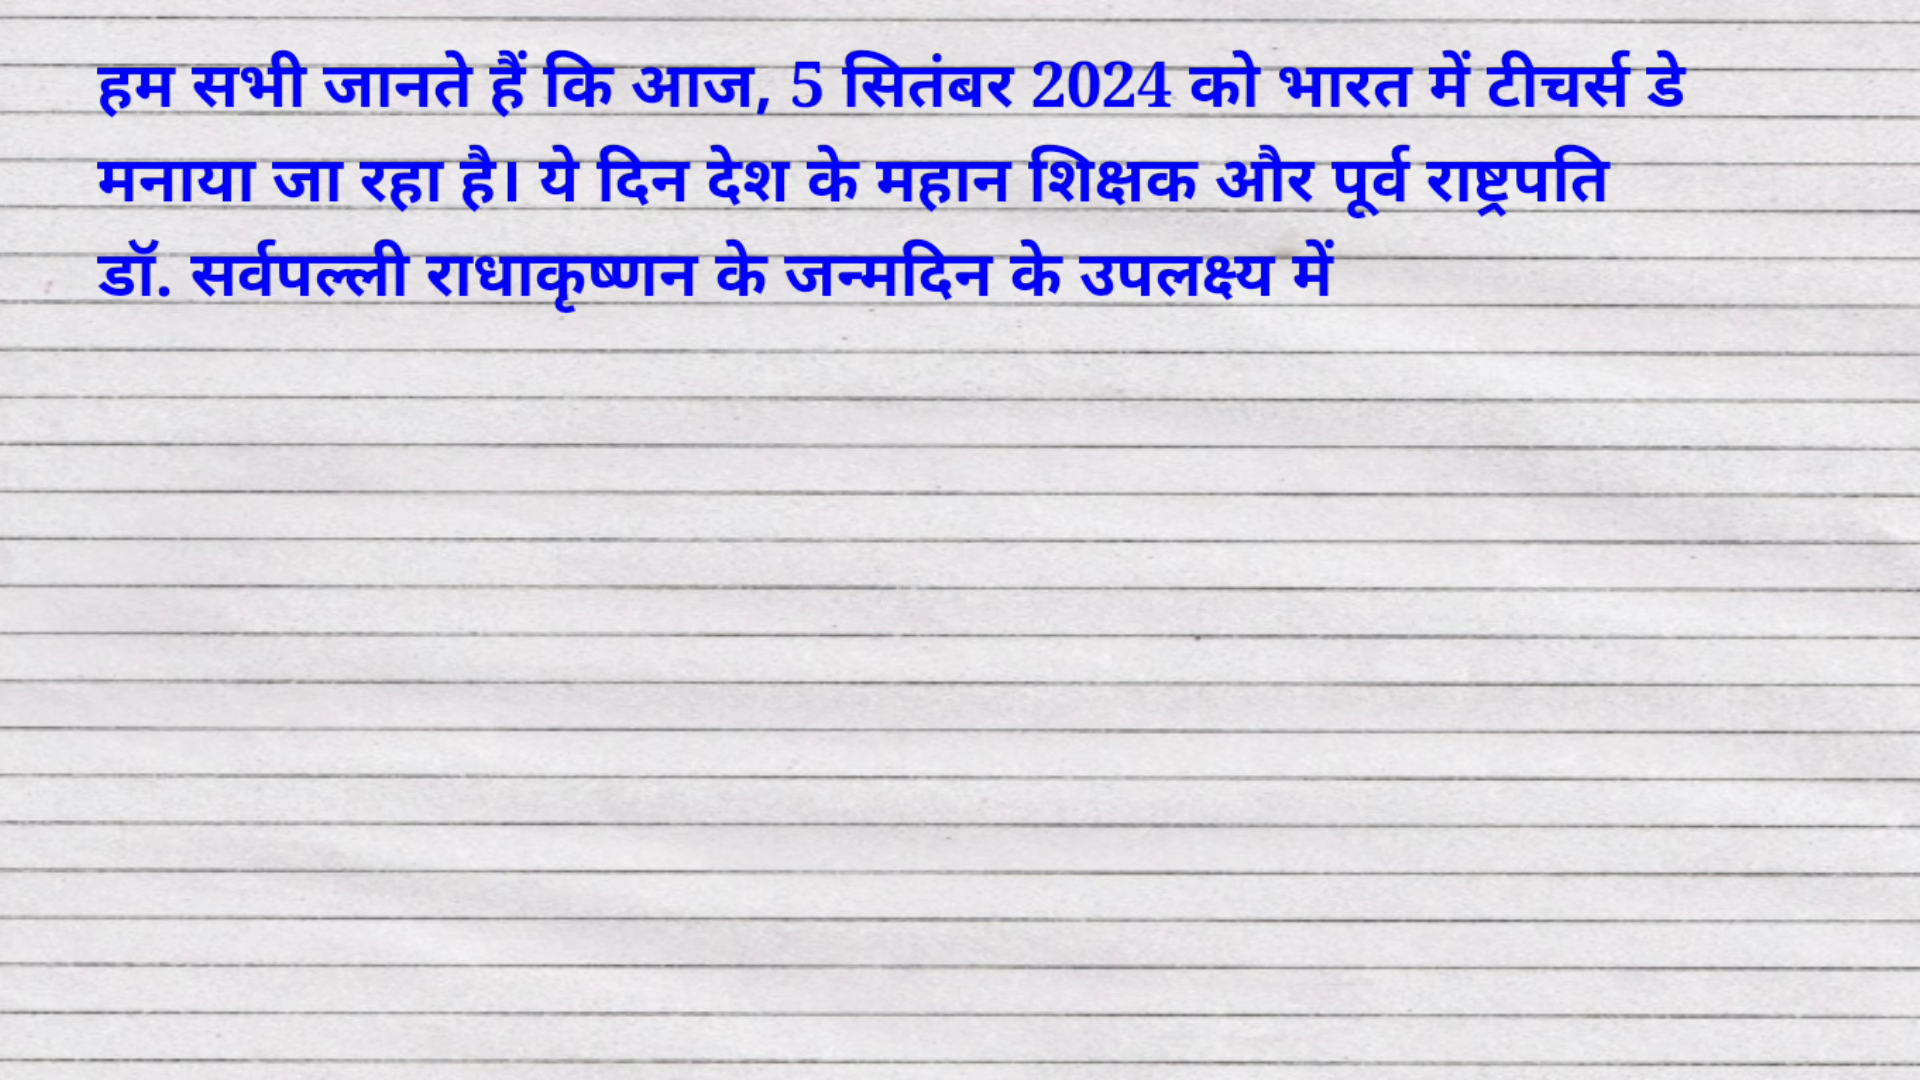 हम सभी जानते हैं कि आज, 5 सितंबर 2024 को भारत में टीचर्स डे
मनाया जा रहा है। ये दिन देश के महान शिक्षक और पूर्व राष्ट्रपति
डॉ. सर्वपल्ली राधाकृष्णन के जन्मदिन के उपलक्ष्य में